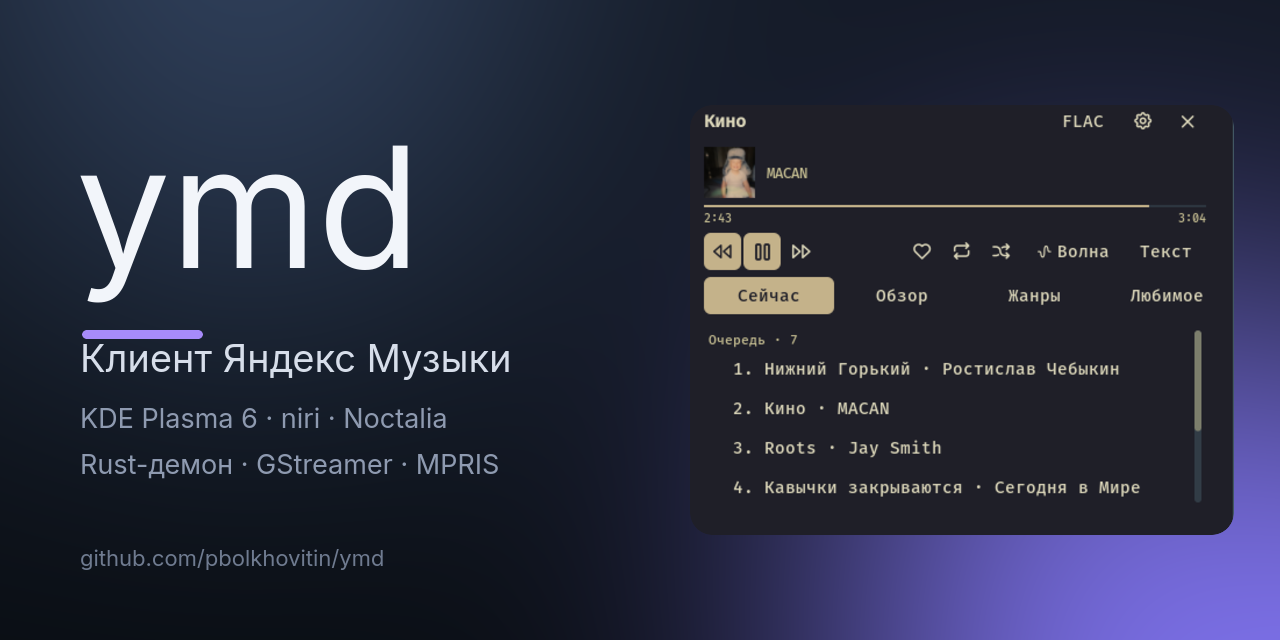 ymd
Клиент Яндекс Музыки
KDE Plasma 6 · niri · Noctalia
Rust-демон · GStreamer · MPRIS
github.com/pbolkhovitin/ymd
Кино FLAC
MACAN
2:43 3:04
Волна Текст
Сейчас Обзор Жанры Любимое
Очередь · 7
1. Нижний Горький · Ростислав Чебыкин
2. Кино · MACAN
3. Roots · Jay Smith
4. Кавычки закрываются · Сегодня в Мире